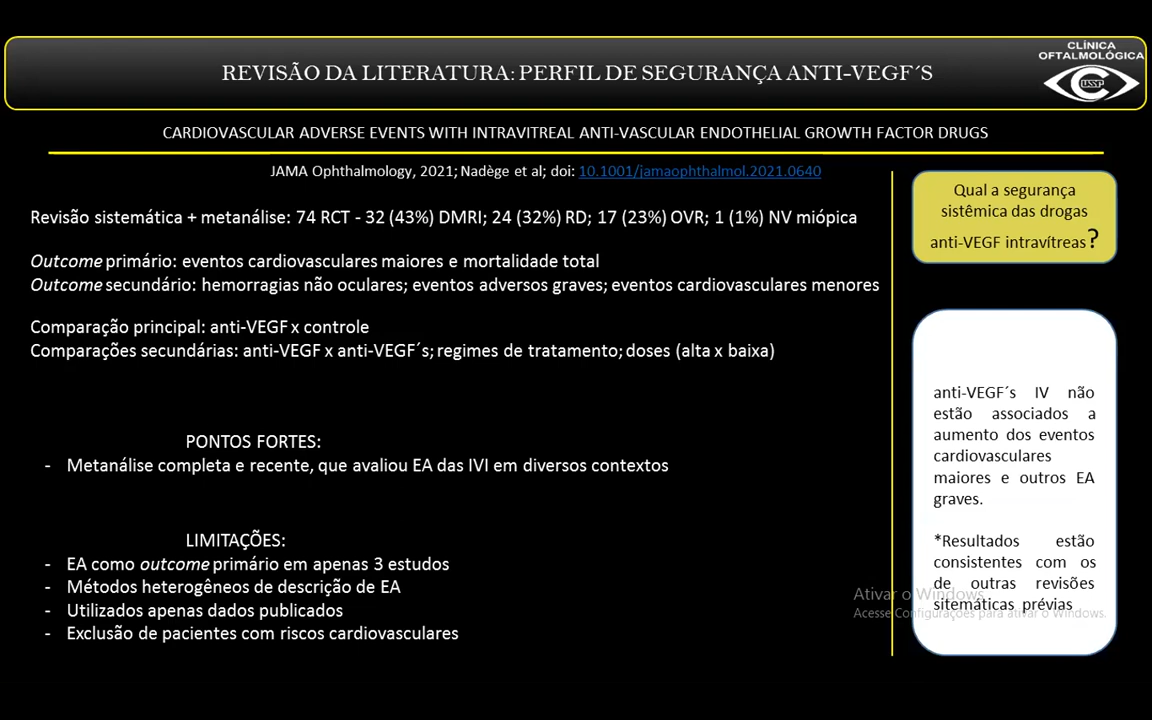 CLÍNICA
OFTALMOLÓGICA
REVISÃO DA LITERATURA: PERFIL DE SEGURANÇA ANTI-VEGF´S
USSP
CARDIOVASCULAR ADVERSE EVENTS WITH INTRAVITREAL ANTI-VASCULAR ENDOTHELIAL GROWTH FACTOR DRUGS
JAMA Ophthalmology, 2021; Nadège et al; doi: 10.1001/jamaophthalmol.2021.0640
Revisão sistemática + metanálise: 74 RCT - 32 (43%) DMRI; 24 (32%) RD; 17 (23%) OVR; 1 (1%) NV miópica
Outcome primário: eventos cardiovasculares maiores e mortalidade total
Outcome secundário: hemorragias não oculares; eventos adversos graves; eventos cardiovasculares menores
Comparação principal: anti-VEGF x controle
Comparações secundárias: anti-VEGF x anti-VEGF´s; regimes de tratamento; doses (alta x baixa)
PONTOS FORTES:
- Metanálise completa e recente, que avaliou EA das IVI em diversos contextos
LIMITAÇÕES:
- EA como outcome primário em apenas 3 estudos
- Métodos heterogêneos de descrição de EA
- Utilizados apenas dados publicados
- Exclusão de pacientes com riscos cardiovasculares
Qual a segurança
sistêmica das drogas
anti-VEGF intravítreas?
anti-VEGF´s IV não
estão associados a
aumento dos eventos
cardiovasculares
maiores e outros EA
graves.
*Resultados estão
consistentes com os
de outras revisões
sitemáticas prévias
Ativar o Windows
Acesse Configurações para ativar o Windows.